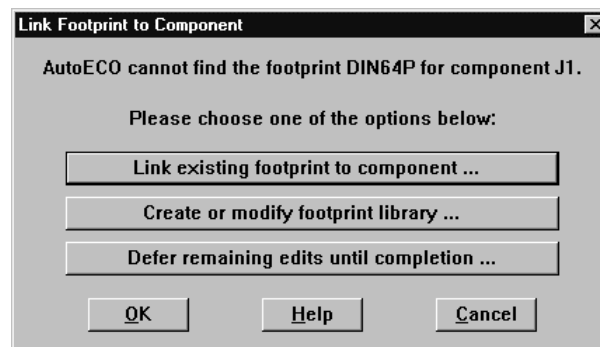 Link Footprint to Component
AutoECO cannot find the footprint DIN64P for component J1.
Please choose one of the options below:
Link existing footprint to component ...
Create or modify footprint library ...
Defer remaining edits until completion ...
OK Help Cancel